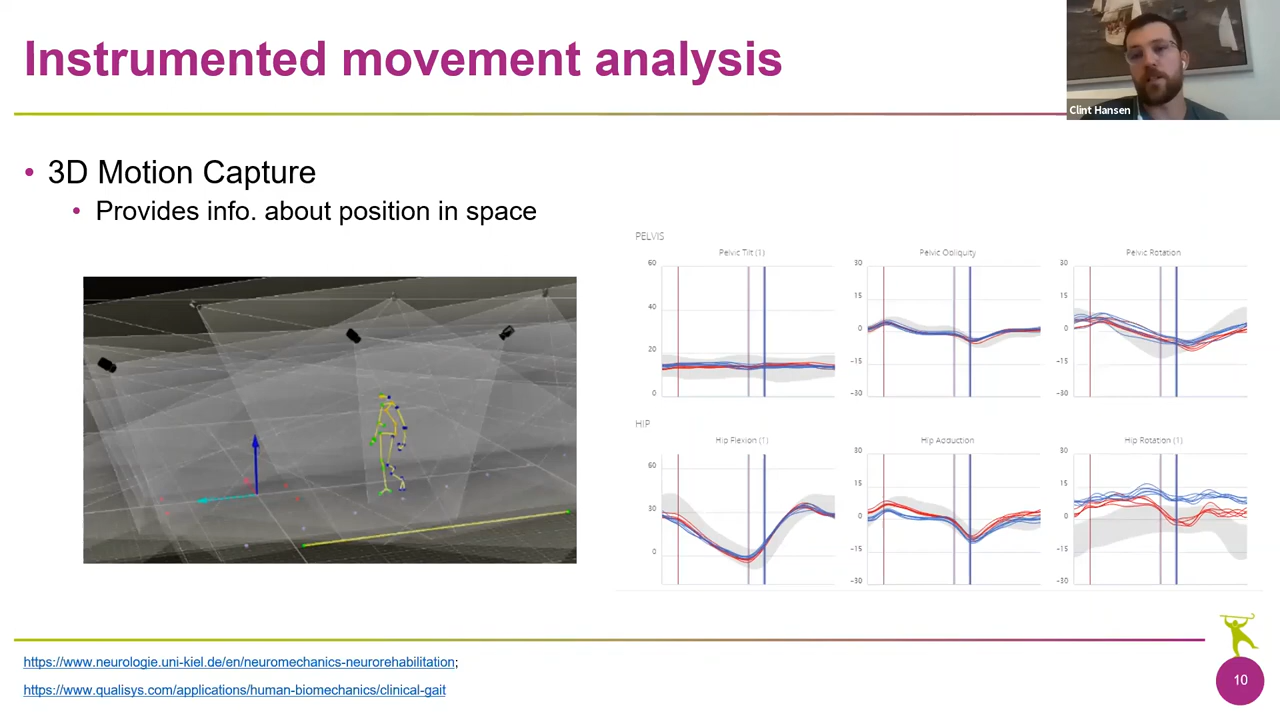 Instrumented movement analysis
Clint Hansen
• 3D Motion Capture
• Provides info. about position in space
PELVIS
Pelvic Tilt (1)
Pelvic Obliquity
Pelvic Rotation
60
40
20
0
30
15
0
-15
-30
30
15
0
-15
-30
HIP
Hip Flexion (1)
Hip Adduction
Hip Rotation (1)
60
30
0
30
15
0
-15
-30
30
15
0
-15
-30
https://www.neurologie.uni-kiel.de/en/neuromechanics-neurorehabilitation;
https://www.qualisys.com/applications/human-biomechanics/clinical-gait
10